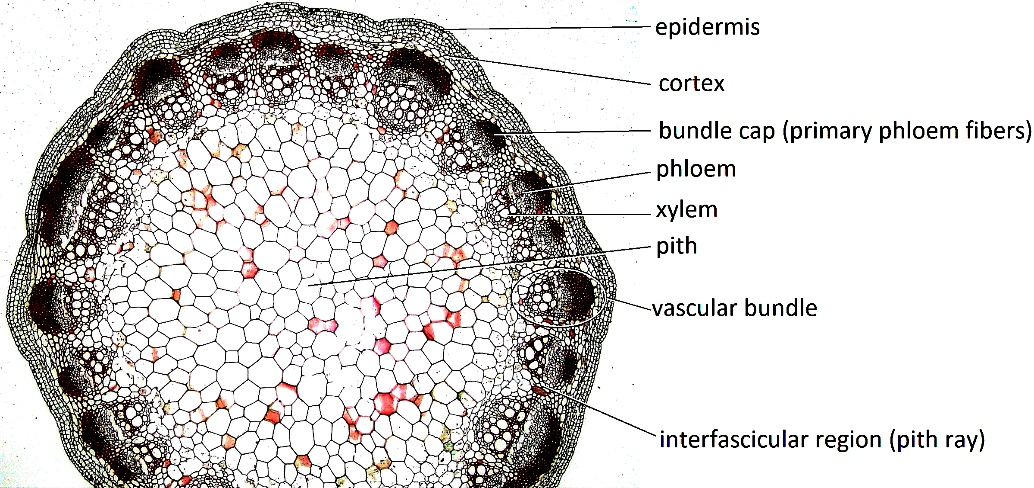 epidermis
cortex
bundle cap (primary phloem fibers)
phloem
xylem
pith
vascular bundle
interfascicular region (pith ray)